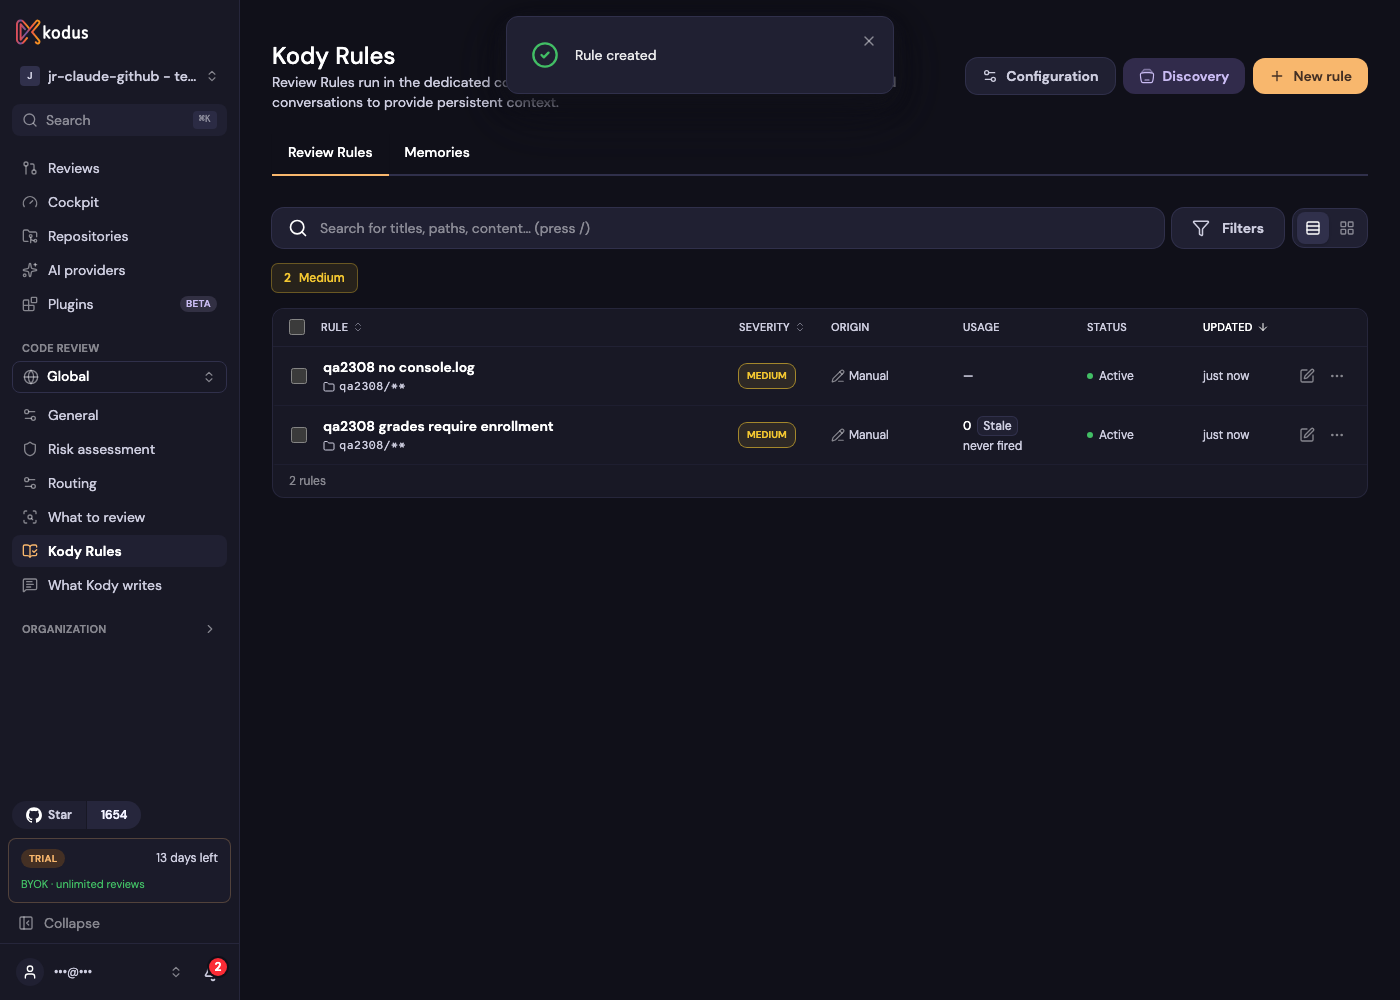 kodus
J jr-claude-github - te...
Search ⌘K
Reviews
Cockpit
Repositories
AI providers
Plugins BETA
CODE REVIEW
Global
General
Risk assessment
Routing
What to review
Kody Rules
What Kody writes
ORGANIZATION
Star 1654
TRIAL 13 days left
BYOK · unlimited reviews
Collapse
•••@•••
2
Rule created
Kody Rules
Review Rules run in the dedicated
conversations to provide persistent context.
Configuration
Discovery
New rule
Review Rules Memories
Search for titles, paths, content... (press /)
Filters
2 Medium
RULE SEVERITY ORIGIN USAGE STATUS UPDATED
qa2308 no console.log
qa2308/**
MEDIUM Manual — Active just now
qa2308 grades require enrollment
qa2308/**
MEDIUM Manual 0 Stale
never fired
Active just now
2 rules